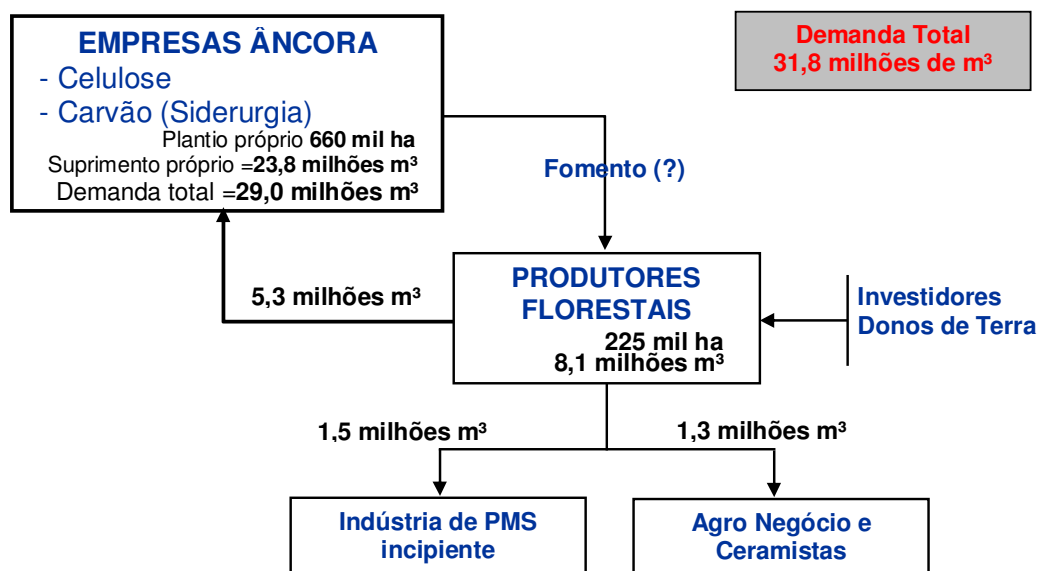 EMPRESAS ÂNCORA
- Celulose
- Carvão (Siderurgia)
Plantio próprio 660 mil ha
Suprimento próprio =23,8 milhões m³
Demanda total =29,0 milhões m³
Demanda Total
31,8 milhões de m³
Fomento (?)
5,3 milhões m³
PRODUTORES
FLORESTAIS
225 mil ha
8,1 milhões m³
Investidores
Donos de Terra
1,5 milhões m³
1,3 milhões m³
Indústria de PMS
incipiente
Agro Negócio e
Ceramistas